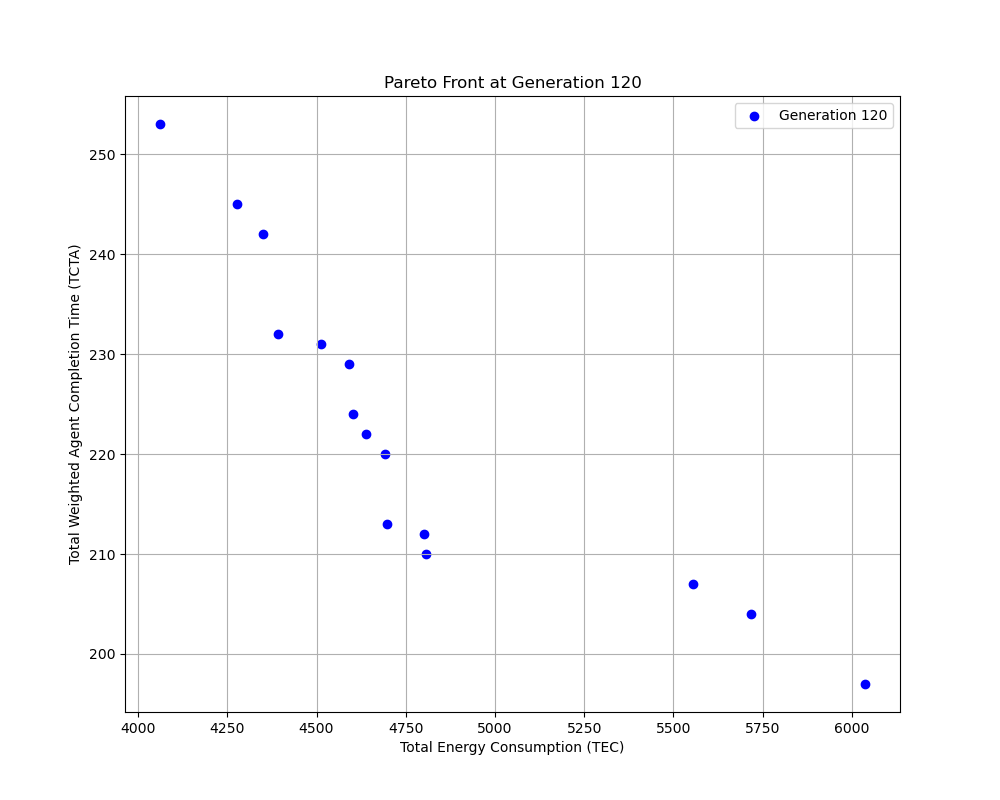 Pareto Front at Generation 120
Generation 120
Total Weighted Agent Completion Time (TCTA)
250
240
230
220
210
200
4000 4250 4500 4750 5000 5250 5500 5750 6000
Total Energy Consumption (TEC)